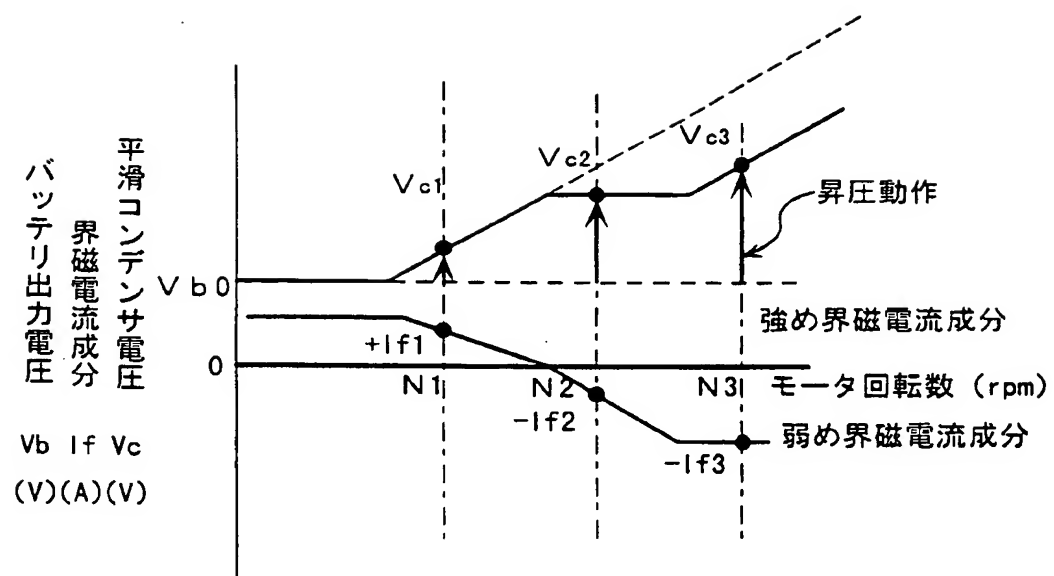 バッテリ出力電圧
界磁電流成分
平滑コンデンサ電圧
Vb If Vc
(V)(A)(V)
Vc1
Vc2
Vc3
昇圧動作
Vb0
強め界磁電流成分
+If1
0
N1
N2
N3
モータ回転数(rpm)
-If2
弱め界磁電流成分
-If3